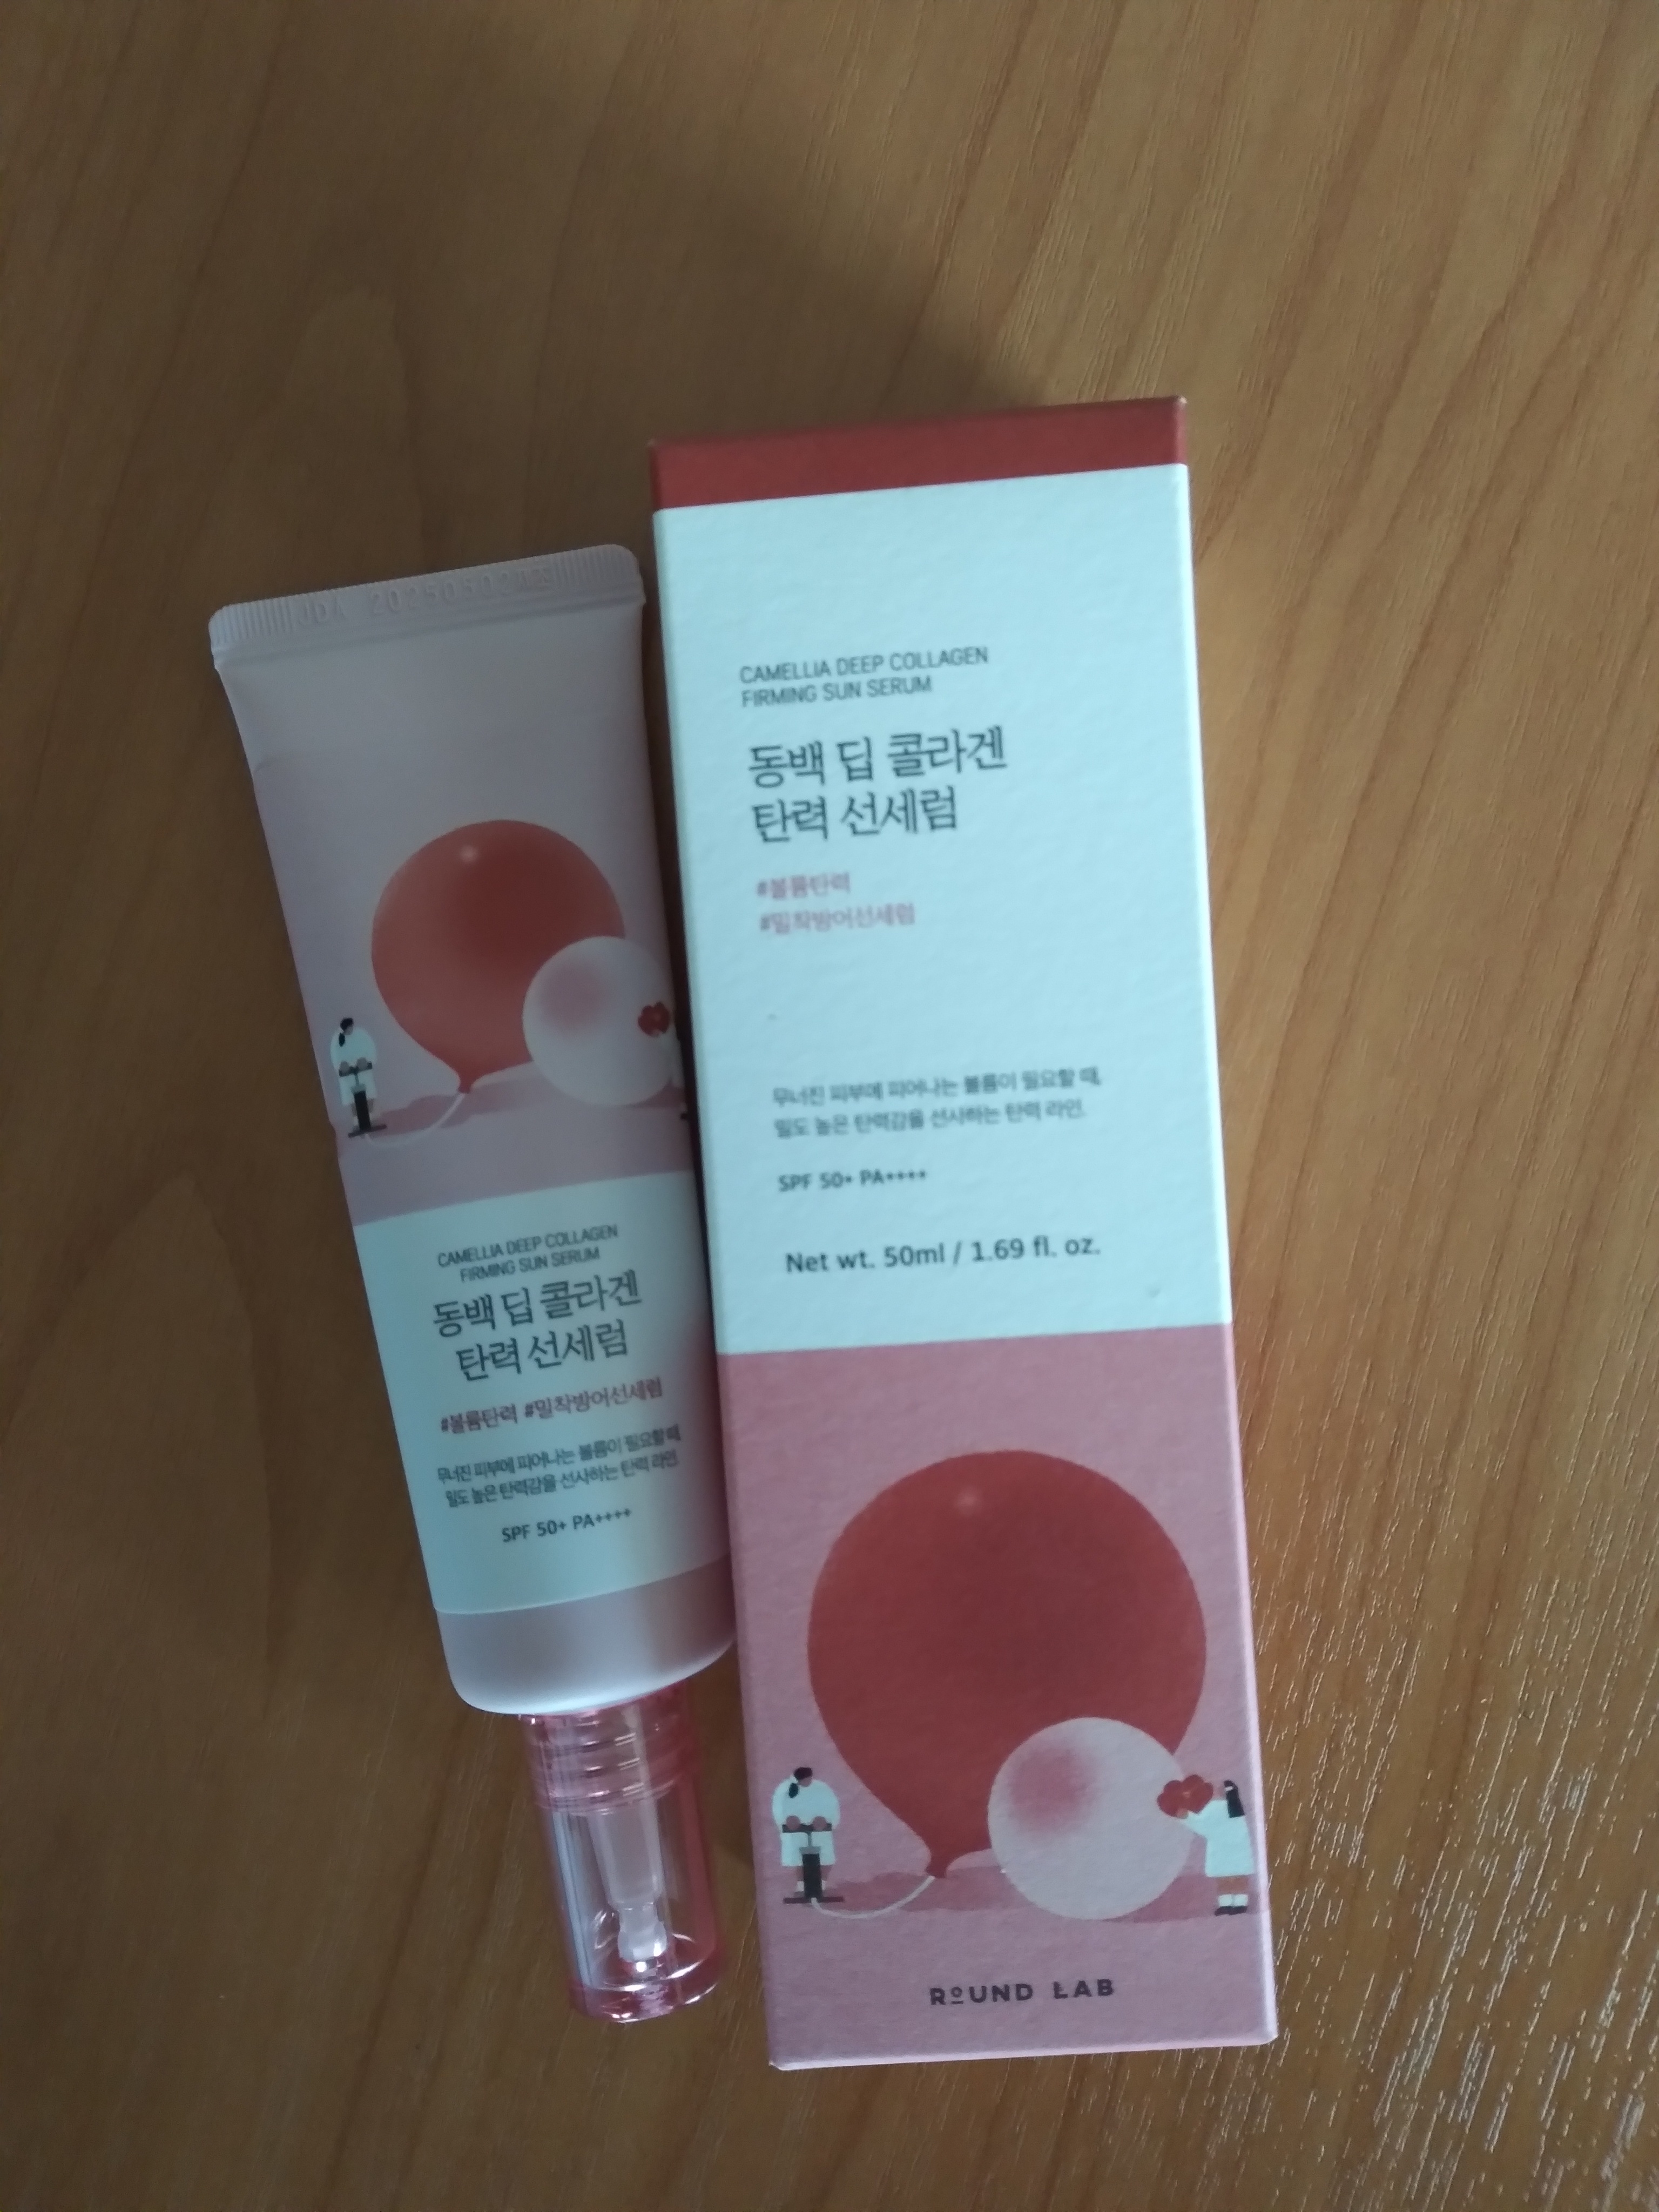 CAMELLIA DEEP COLLAGEN
FIRMING SUN SERUM
동백 딥 콜라겐
탄력 선세럼
#볼륨탄력
#밀착방어선세럼
무너진 피부에 피어나는 볼륨이 필요할 때,
밀도 높은 탄력감을 선사하는 탄력 라인.
SPF 50+ PA++++
Net wt. 50ml / 1.69 fl. oz.
ROUND LAB
CAMELLIA DEEP COLLAGEN
FIRMING SUN SERUM
동백 딥 콜라겐
탄력 선세럼
#볼륨탄력 #밀착방어선세럼
무너진 피부에 피어나는 볼륨이 필요할 때,
밀도 높은 탄력감을 선사하는 탄력 라인.
SPF 50+ PA++++